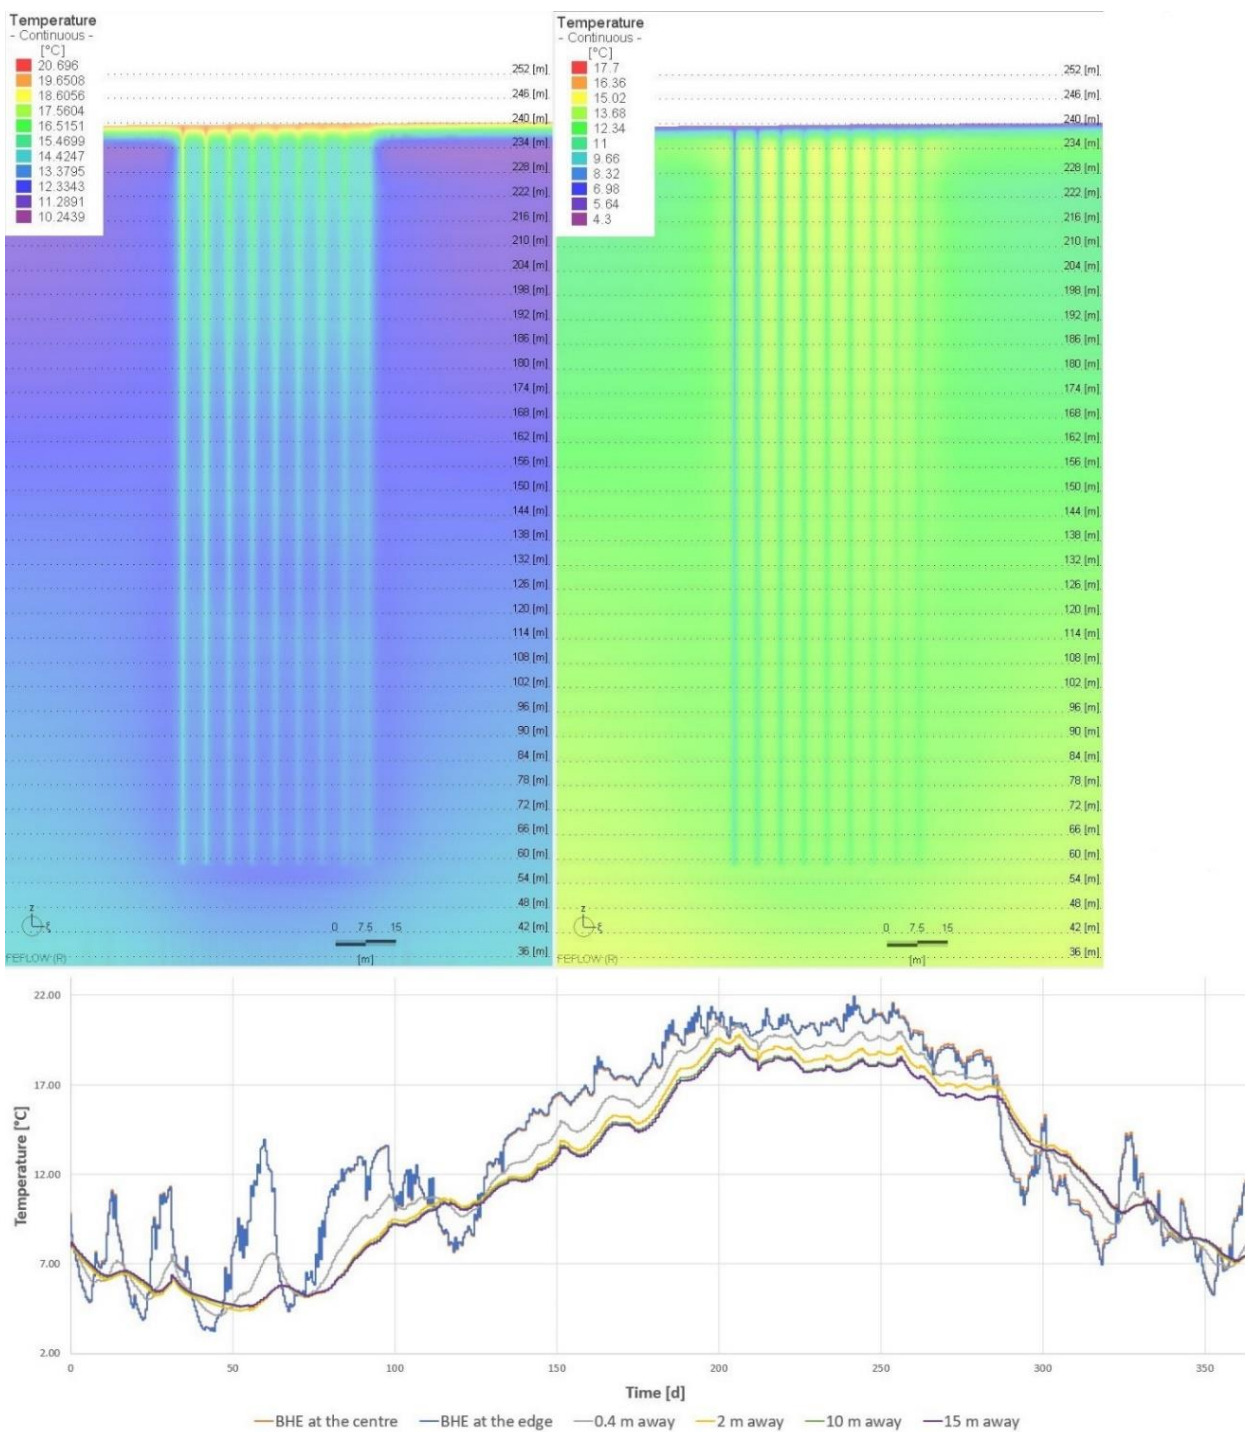 Temperature
- Continuous -
[°C]
20.696
19.6508
18.6056
17.5604
16.5151
15.4699
14.4247
13.3795
12.3343
11.2891
10.2439
252 [m]
246 [m]
240 [m]
234 [m]
228 [m]
222 [m]
216 [m]
210 [m]
204 [m]
198 [m]
192 [m]
186 [m]
180 [m]
174 [m]
168 [m]
162 [m]
156 [m]
150 [m]
144 [m]
138 [m]
132 [m]
126 [m]
120 [m]
114 [m]
108 [m]
102 [m]
96 [m]
90 [m]
84 [m]
78 [m]
72 [m]
66 [m]
60 [m]
54 [m]
48 [m]
42 [m]
36 [m]
z
ξ
0 7.5 15
[m]
FEFLOW (R)
Temperature
- Continuous -
[°C]
17.7
16.36
15.02
13.68
12.34
11
9.66
8.32
6.98
5.64
4.3
252 [m]
246 [m]
240 [m]
234 [m]
228 [m]
222 [m]
216 [m]
210 [m]
204 [m]
198 [m]
192 [m]
186 [m]
180 [m]
174 [m]
168 [m]
162 [m]
156 [m]
150 [m]
144 [m]
138 [m]
132 [m]
126 [m]
120 [m]
114 [m]
108 [m]
102 [m]
96 [m]
90 [m]
84 [m]
78 [m]
72 [m]
66 [m]
60 [m]
54 [m]
48 [m]
42 [m]
36 [m]
z
ξ
0 7.5 15
[m]
FEFLOW (R)
Temperature [°C]
22.00
17.00
12.00
7.00
2.00
0 50 100 150 200 250 300 350
Time [d]
BHE at the centre BHE at the edge 0.4 m away 2 m away 10 m away 15 m away